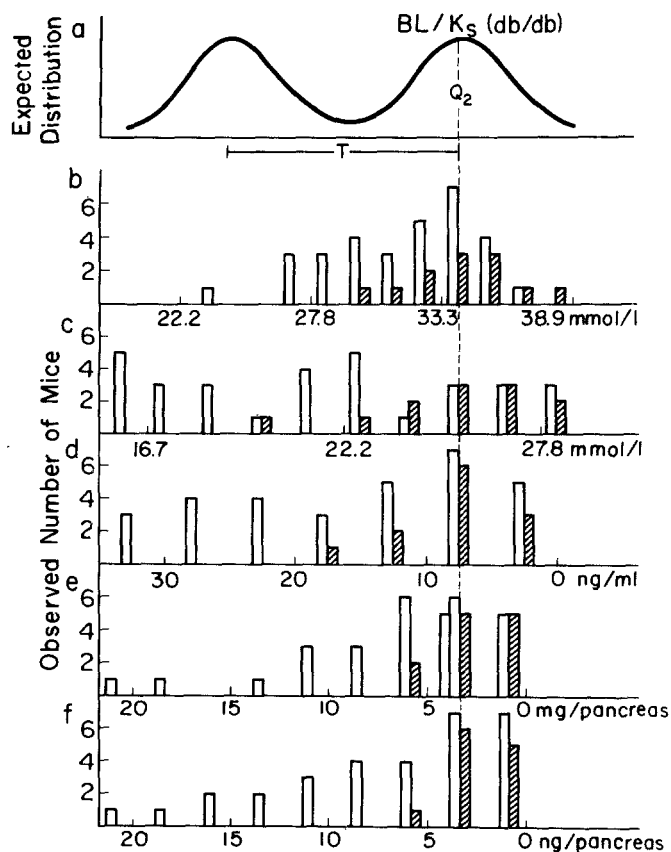 a
BL/Ks (db/db)
Expected
Distribution
Q2
T
b
6
4
2
22.2 27.8 33.3 38.9 mmol/l
c
6
4
2
16.7 22.2 27.8 mmol/l
d
6
4
2
30 20 10 0 ng/ml
Observed Number of Mice
e
6
4
2
20 15 10 5 0 mg/pancreas
f
6
4
2
20 15 10 5 0 ng/pancreas